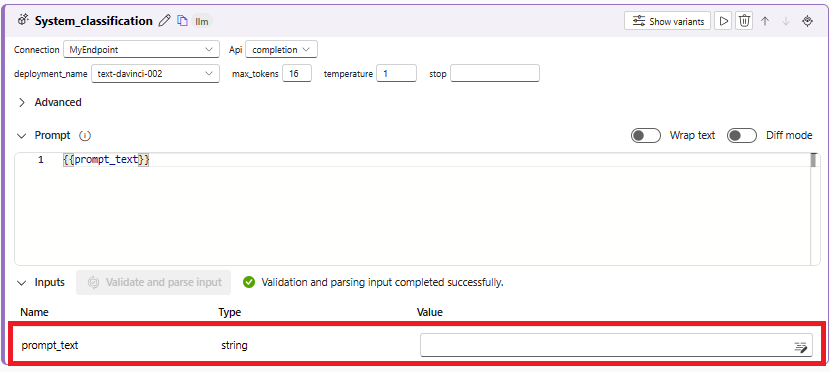 System_classification llm Show variants
Connection MyEndpoint Api completion
deployment_name text-davinci-002 max_tokens 16 temperature 1 stop
Advanced
Prompt Wrap text Diff mode
1 {{prompt_text}}
Inputs Validate and parse input Validation and parsing input completed successfully.
Name Type Value
prompt_text string